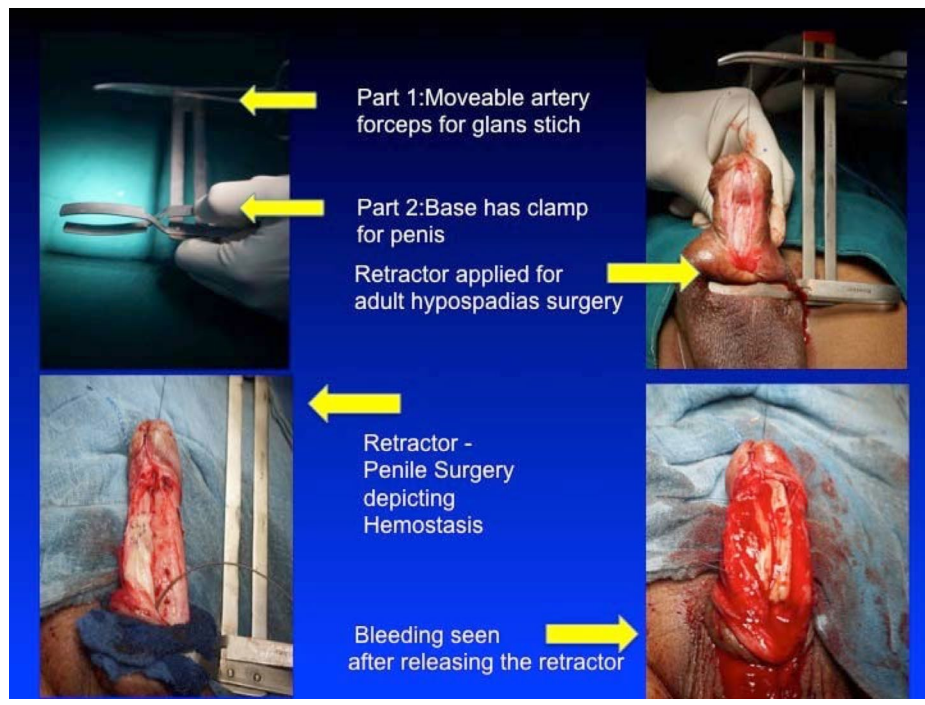 Part 1:Moveable artery
forceps for glans stich
Part 2:Base has clamp
for penis
Retractor applied for
adult hypospadias surgery
Retractor -
Penile Surgery
depicting
Hemostasis
Bleeding seen
after releasing the retractor